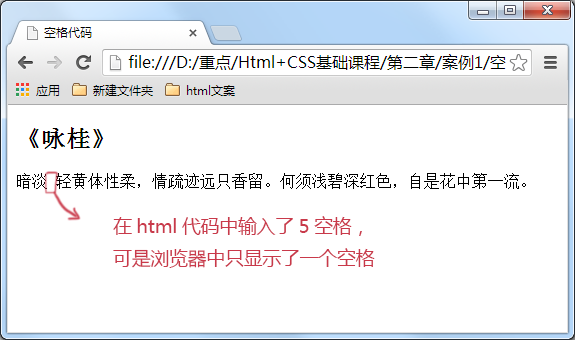 空格代码
file:///D:/重点/Html+CSS基础课程/第二章/案例1/空
应用 新建文件夹 html文案
《咏桂》
暗淡 轻黄体性柔，情疏迹远只香留。何须浅碧深红色，自是花中第一流。
在 html 代码中输入了 5 空格，
可是浏览器中只显示了一个空格